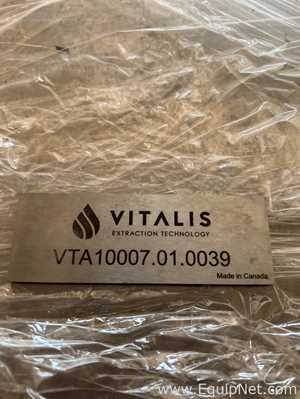 VITALIS
EXTRACTION TECHNOLOGY
VTA10007.01.0039
Made in Canada
www.EquipNet.com